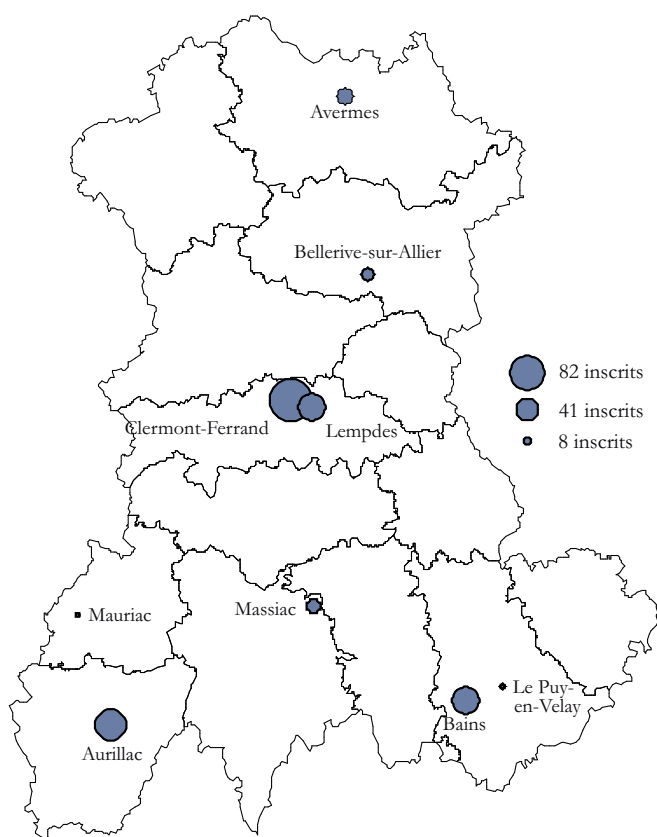 Avermes
Bellerive-sur-Allier
82 inscrits
41 inscrits
8 inscrits
Clermont-Ferrand
Lempdes
Mauriac
Massiac
Le Puy-
en-Velay
Bains
Aurillac